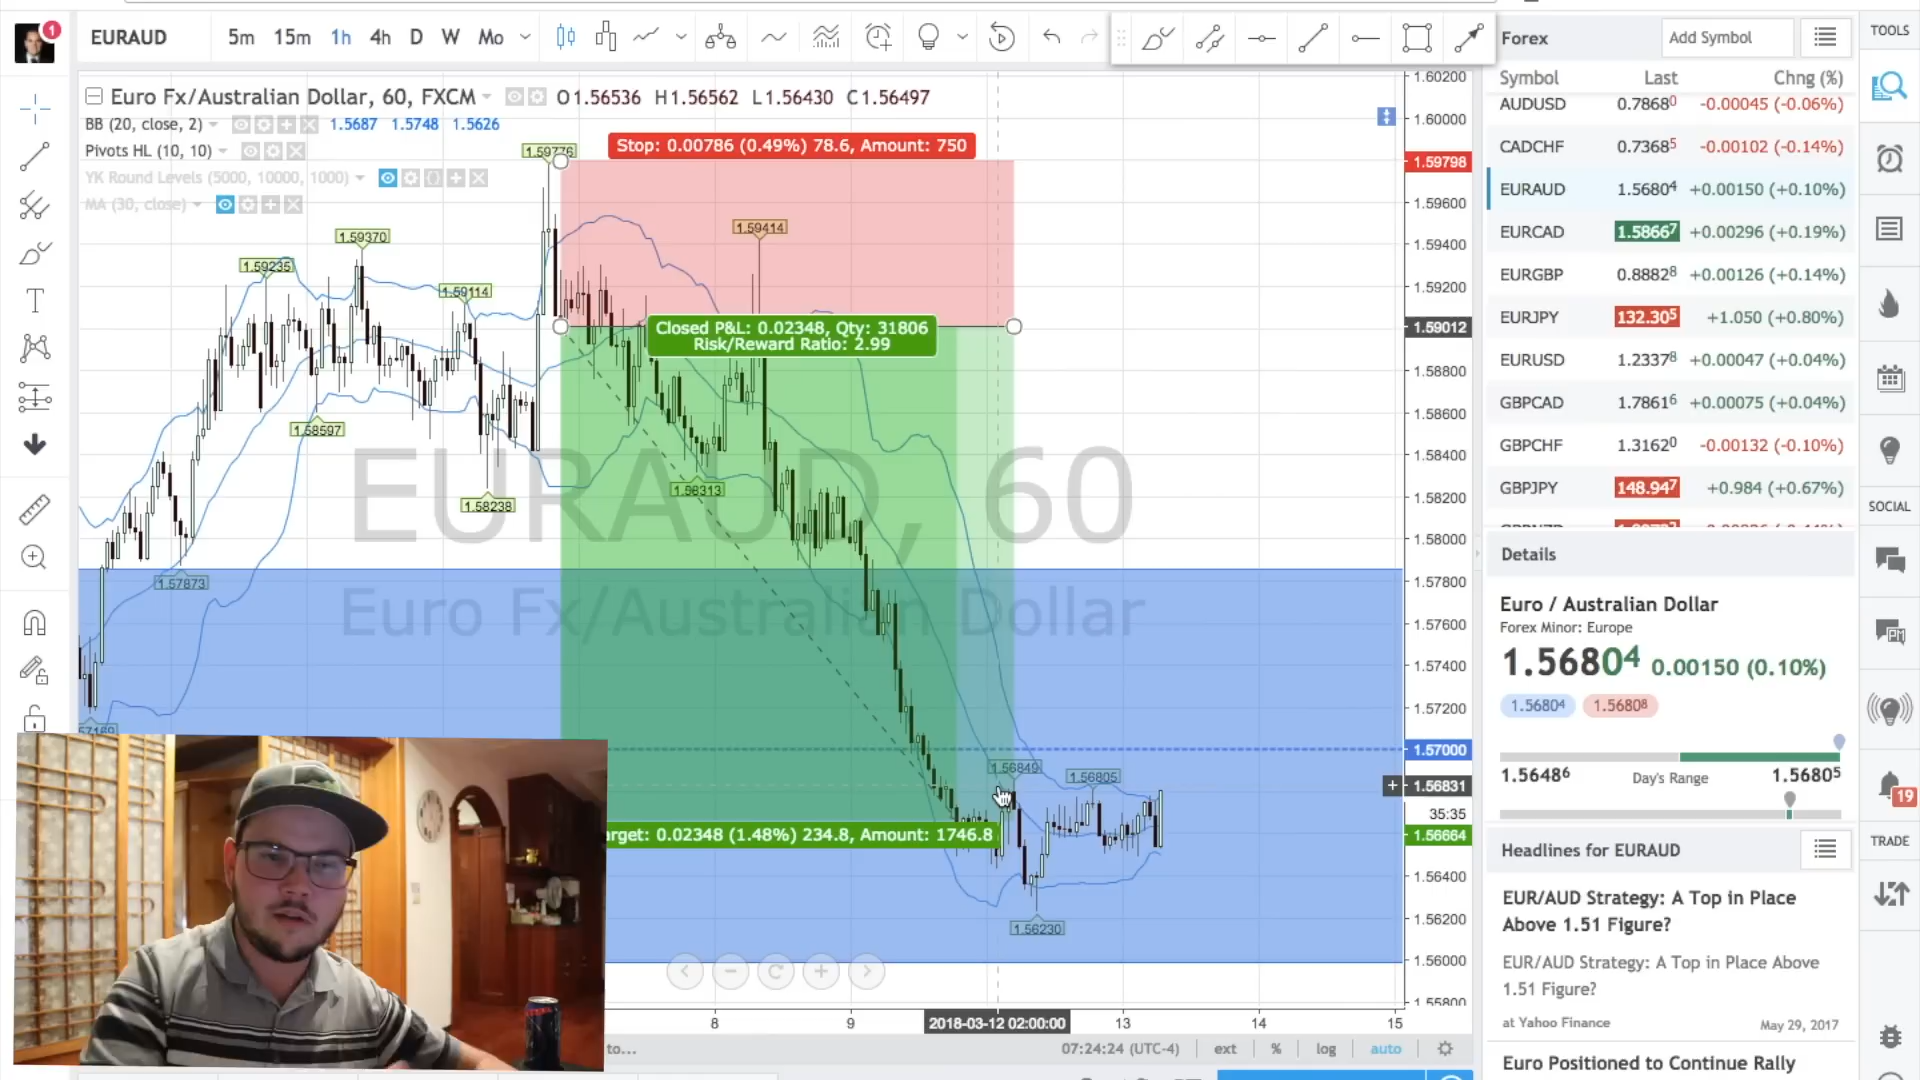 1
EURAUD
5m 15m 1h 4h D W Mo
Forex
Add Symbol
TOOLS
Euro Fx/Australian Dollar, 60, FXCM
O1.56536 H1.56562 L1.56430 C1.56497
BB (20, close, 2)
1.5687 1.5748 1.5626
Pivots HL (10, 10)
YK Round Levels (5000, 10000, 1000)
MA (30, close)
Stop: 0.00786 (0.49%) 78.6, Amount: 750
Closed P&L: 0.02348, Qty: 31806
Risk/Reward Ratio: 2.99
arget: 0.02348 (1.48%) 234.8, Amount: 1746.8
1.59776
1.59414
1.59370
1.59235
1.59114
1.58597
1.58238
1.58313
1.57873
1.56849
1.56805
1.56230
EURAUD, 60
Euro Fx/Australian Dollar
1.60200
1.60000
1.59798
1.59600
1.59400
1.59200
1.59012
1.58800
1.58600
1.58400
1.58200
1.58000
1.57800
1.57600
1.57400
1.57200
1.57000
1.56831
35:35
1.56664
1.56400
1.56200
1.56000
1.55800
8 9 2018-03-12 02:00:00 13 14 15
to... 07:24:24 (UTC-4) ext % log auto
Symbol Last Chng (%)
AUDUSD 0.78680 -0.00045 (-0.06%)
CADCHF 0.73685 -0.00102 (-0.14%)
EURAUD 1.56804 +0.00150 (+0.10%)
EURCAD 1.58667 +0.00296 (+0.19%)
EURGBP 0.88828 +0.00126 (+0.14%)
EURJPY 132.305 +1.050 (+0.80%)
EURUSD 1.23378 +0.00047 (+0.04%)
GBPCAD 1.78616 +0.00075 (+0.04%)
GBPCHF 1.31620 -0.00132 (-0.10%)
GBPJPY 148.947 +0.984 (+0.67%)
SOCIAL
Details
Euro / Australian Dollar
Forex Minor: Europe
1.56804 0.00150 (0.10%)
1.56804 1.56808
1.56486 Day's Range 1.56805
19
TRADE
Headlines for EURAUD
EUR/AUD Strategy: A Top in Place
Above 1.51 Figure?
EUR/AUD Strategy: A Top in Place Above
1.51 Figure?
at Yahoo Finance May 29, 2017
Euro Positioned to Continue Rally